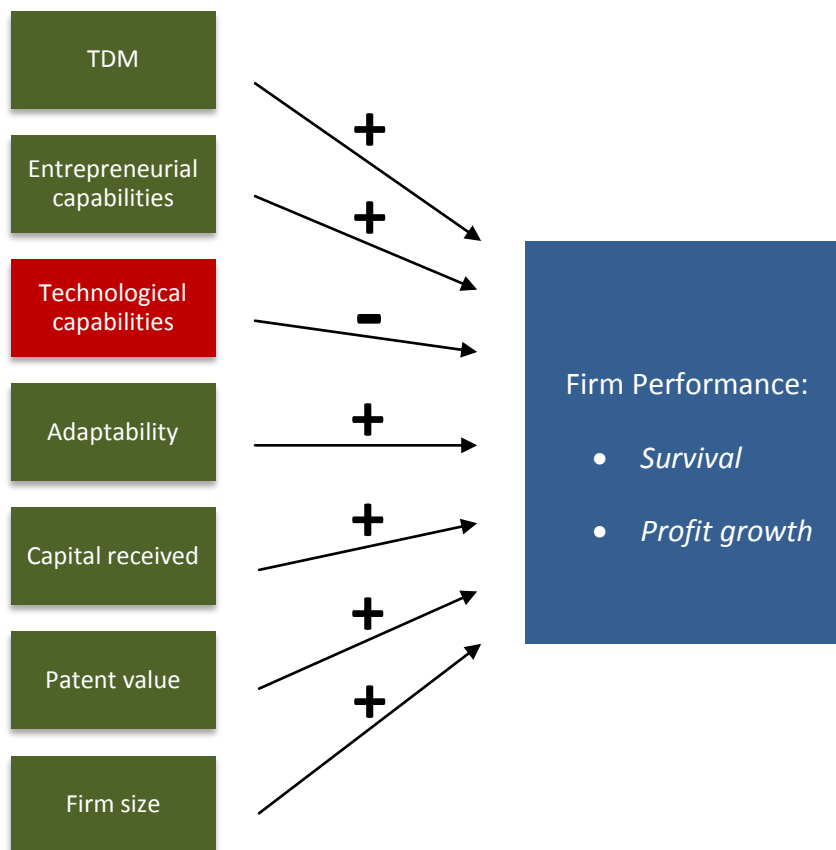 TDM
+
Entrepreneurial
capabilities
+
Technological
capabilities
-
Adaptability
+
Capital received
+
Patent value
+
Firm size
+
Firm Performance:
• Survival
• Profit growth